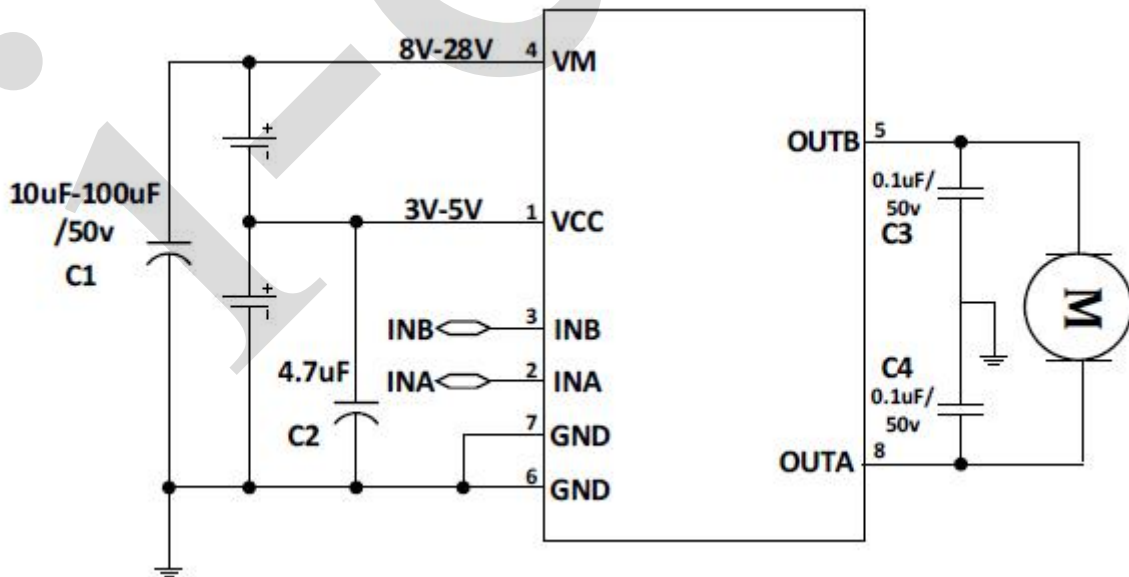 8V-28V
4
VM
+
-
10uF-100uF
/50v
C1
3V-5V
1
VCC
+
-
INB
3
INB
INA
2
INA
4.7uF
C2
7
GND
6
GND
OUTB
5
0.1uF/
50v
C3
M
C4
0.1uF/
50v
OUTA
8